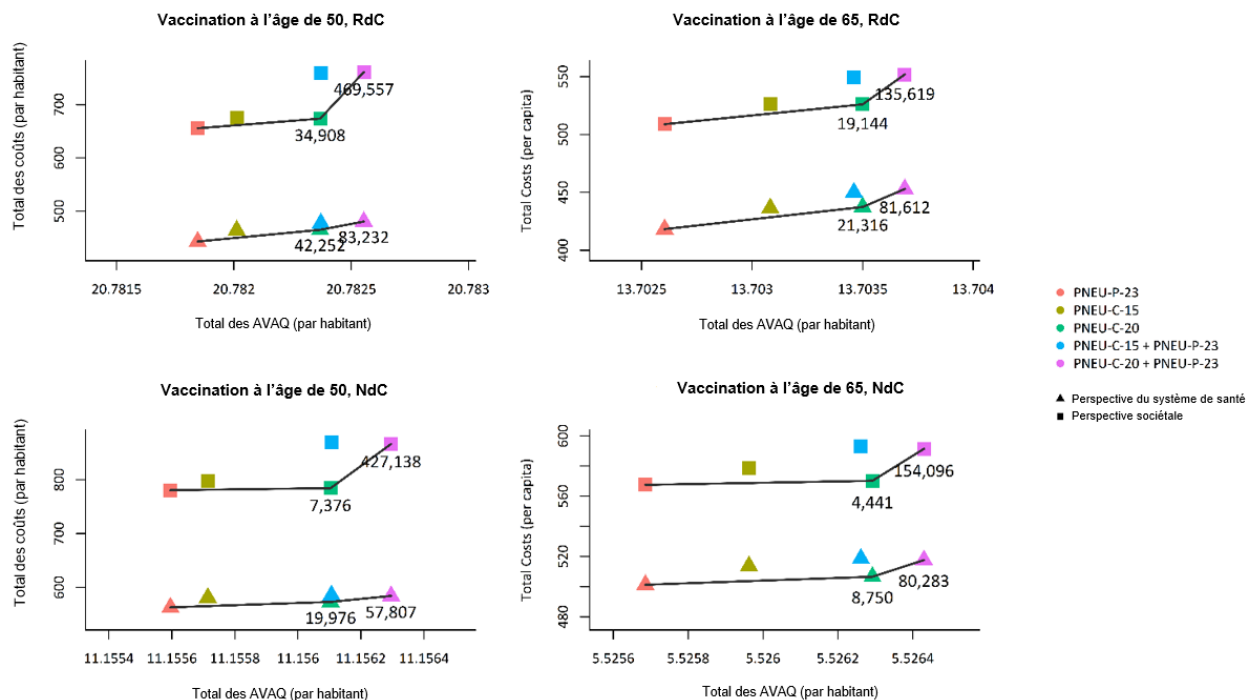 Vaccination à l'âge de 50, RdC
Total des coûts (par habitant)
700
600
500
469,557
34,908
42,252
83,232
20.7815
20.782
20.7825
20.783
Total des AVAQ (par habitant)
Vaccination à l'âge de 65, RdC
Total Costs (per capita)
550
500
450
400
135,619
19,144
81,612
21,316
13.7025
13.703
13.7035
13.704
Total des AVAQ (par habitant)
PNEU-P-23
PNEU-C-15
PNEU-C-20
PNEU-C-15 + PNEU-P-23
PNEU-C-20 + PNEU-P-23
Perspective du système de santé
Perspective sociétale
Vaccination à l'âge de 50, NdC
Total des coûts (par habitant)
800
700
600
427,138
7,376
19,976
57,807
11.1554
11.1556
11.1558
11.156
11.1562
11.1564
Total des AVAQ (par habitant)
Vaccination à l'âge de 65, NdC
Total Costs (per capita)
600
560
520
480
154,096
4,441
80,283
8,750
5.5256
5.5258
5.526
5.5262
5.5264
Total des AVAQ (par habitant)